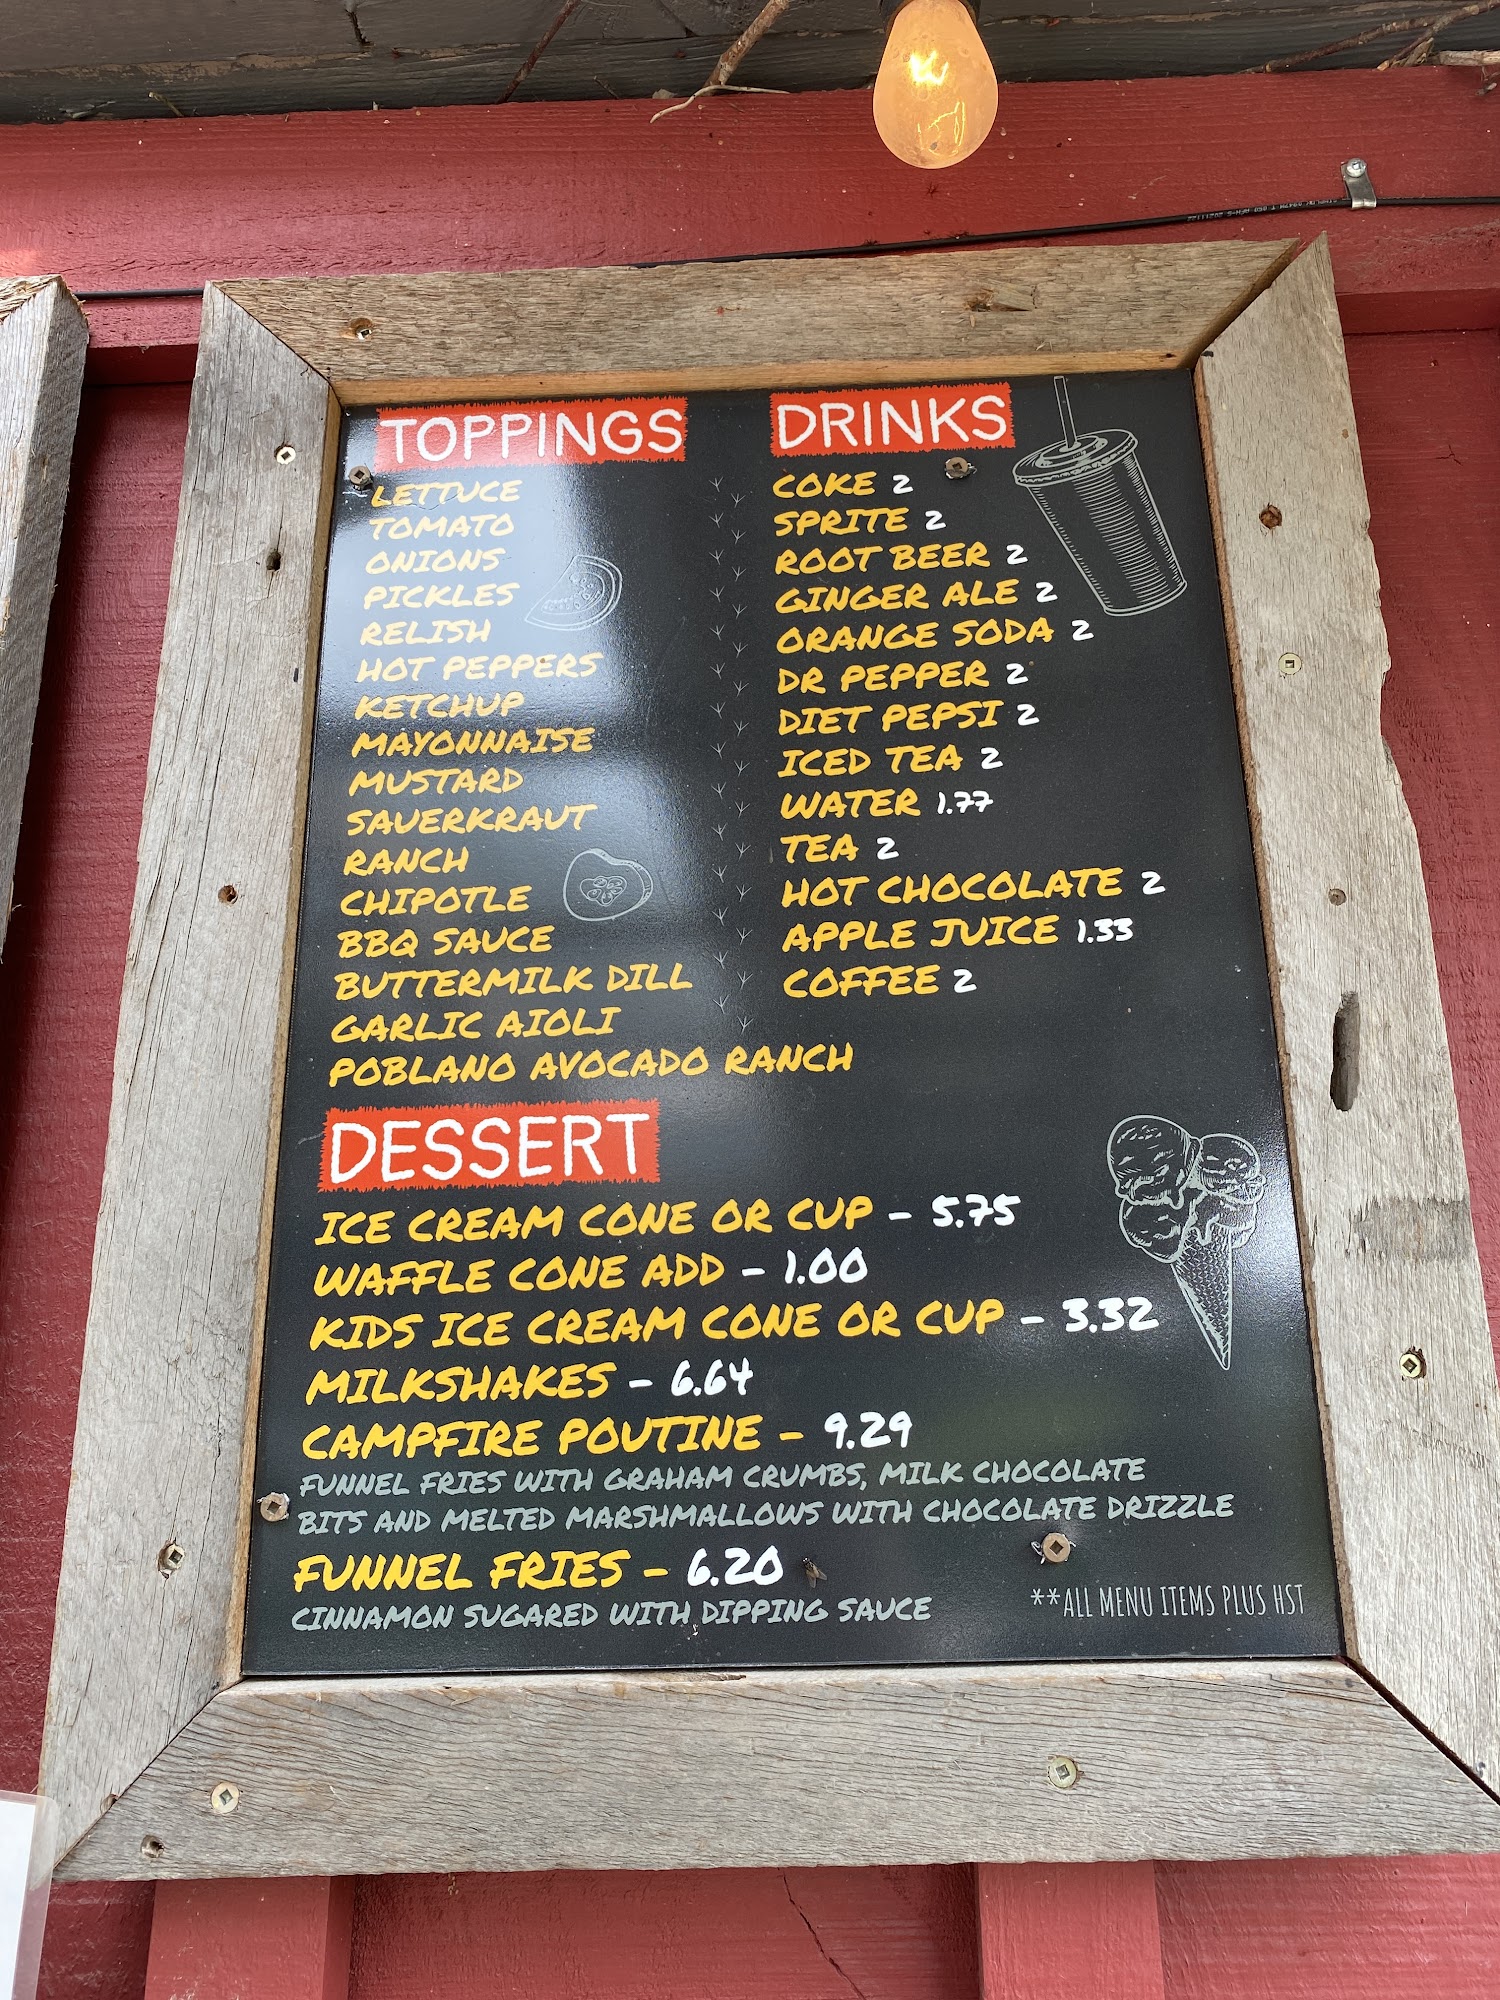 TOPPINGS
LETTUCE
TOMATO
ONIONS
PICKLES
RELISH
HOT PEPPERS
KETCHUP
MAYONNAISE
MUSTARD
SAUERKRAUT
RANCH
CHIPOTLE
BBQ SAUCE
BUTTERMILK DILL
GARLIC AIOLI
POBLANO AVOCADO RANCH
DRINKS
COKE 2
SPRITE 2
ROOT BEER 2
GINGER ALE 2
ORANGE SODA 2
DR PEPPER 2
DIET PEPSI 2
ICED TEA 2
WATER 1.77
TEA 2
HOT CHOCOLATE 2
APPLE JUICE 1.33
COFFEE 2
DESSERT
ICE CREAM CONE OR CUP - 5.75
WAFFLE CONE ADD - 1.00
KIDS ICE CREAM CONE OR CUP - 3.32
MILKSHAKES - 6.64
CAMPFIRE POUTINE - 9.29
FUNNEL FRIES WITH GRAHAM CRUMBS, MILK CHOCOLATE
BITS AND MELTED MARSHMALLOWS WITH CHOCOLATE DRIZZLE
FUNNEL FRIES - 6.20
CINNAMON SUGARED WITH DIPPING SAUCE
**ALL MENU ITEMS PLUS HST